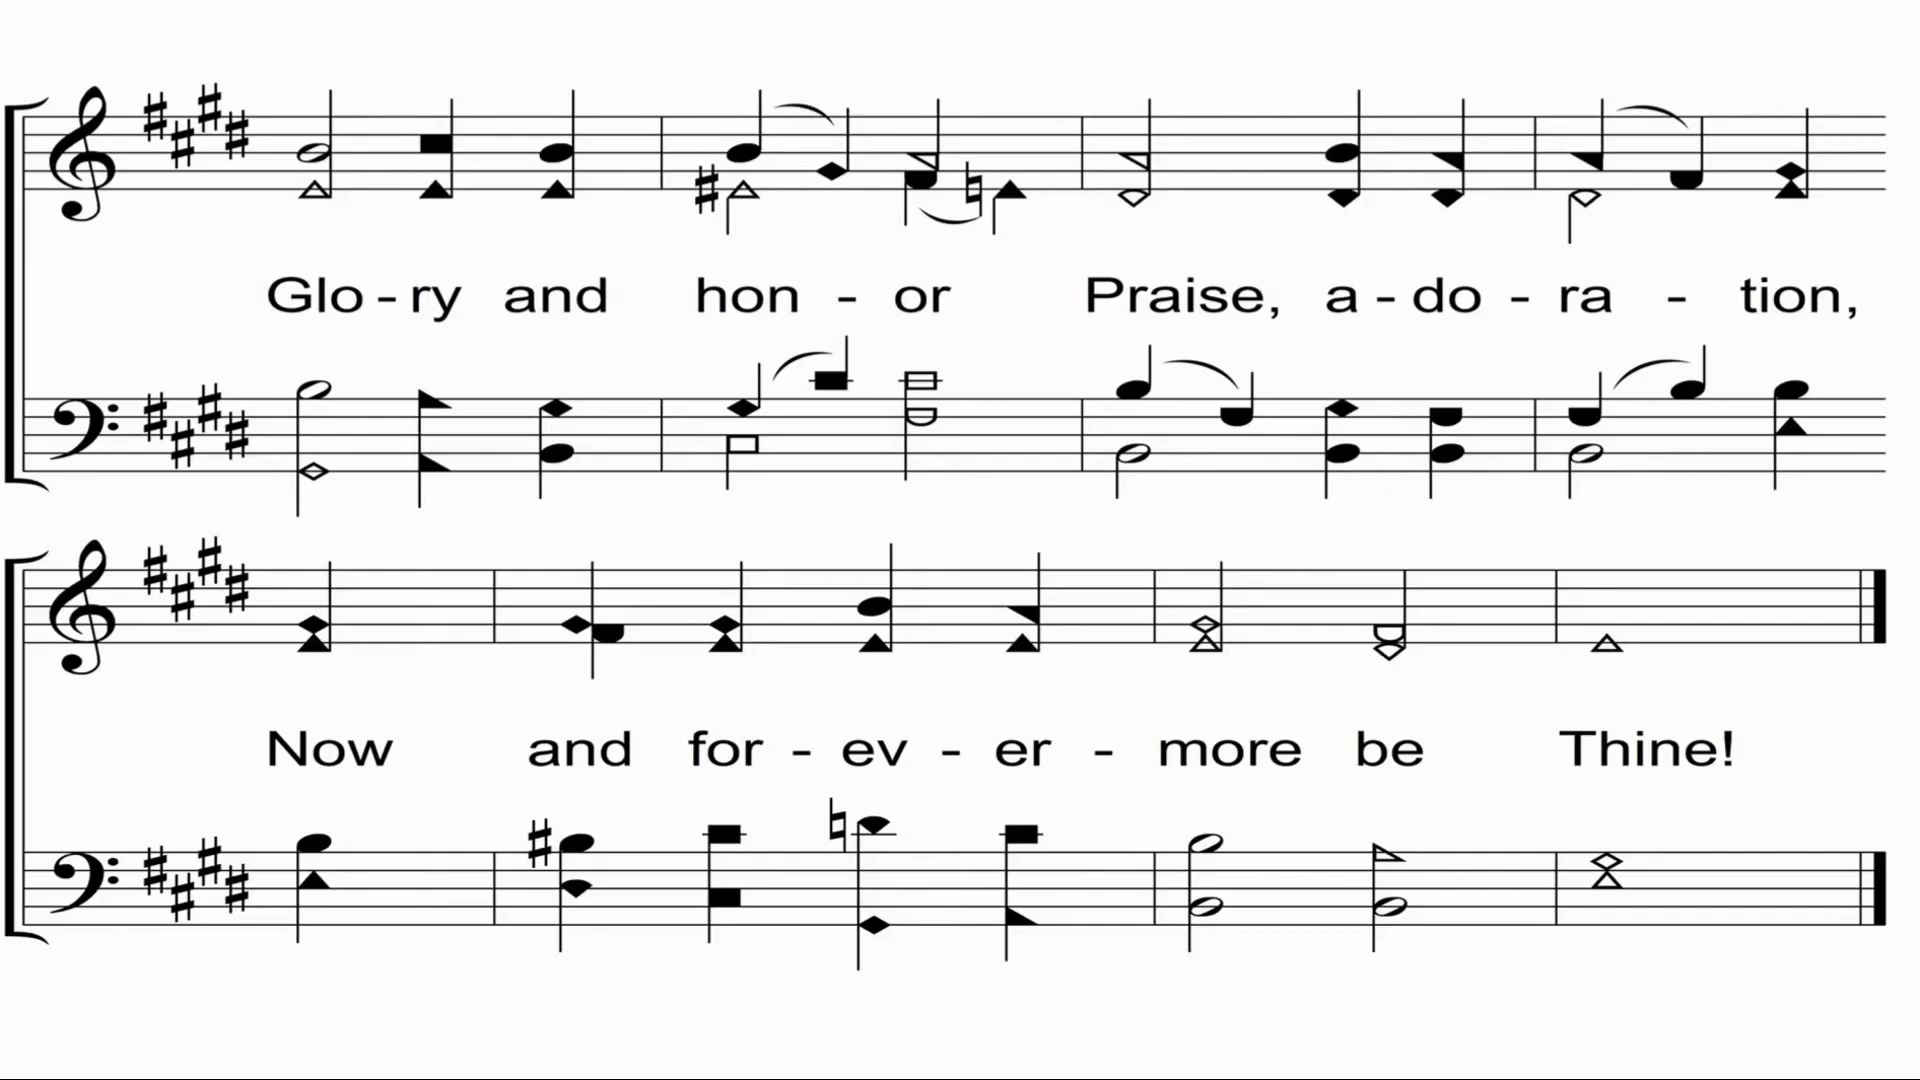 Glo - ry and hon - or Praise, a - do - ra - tion,
Now and for - ev - er - more be Thine!